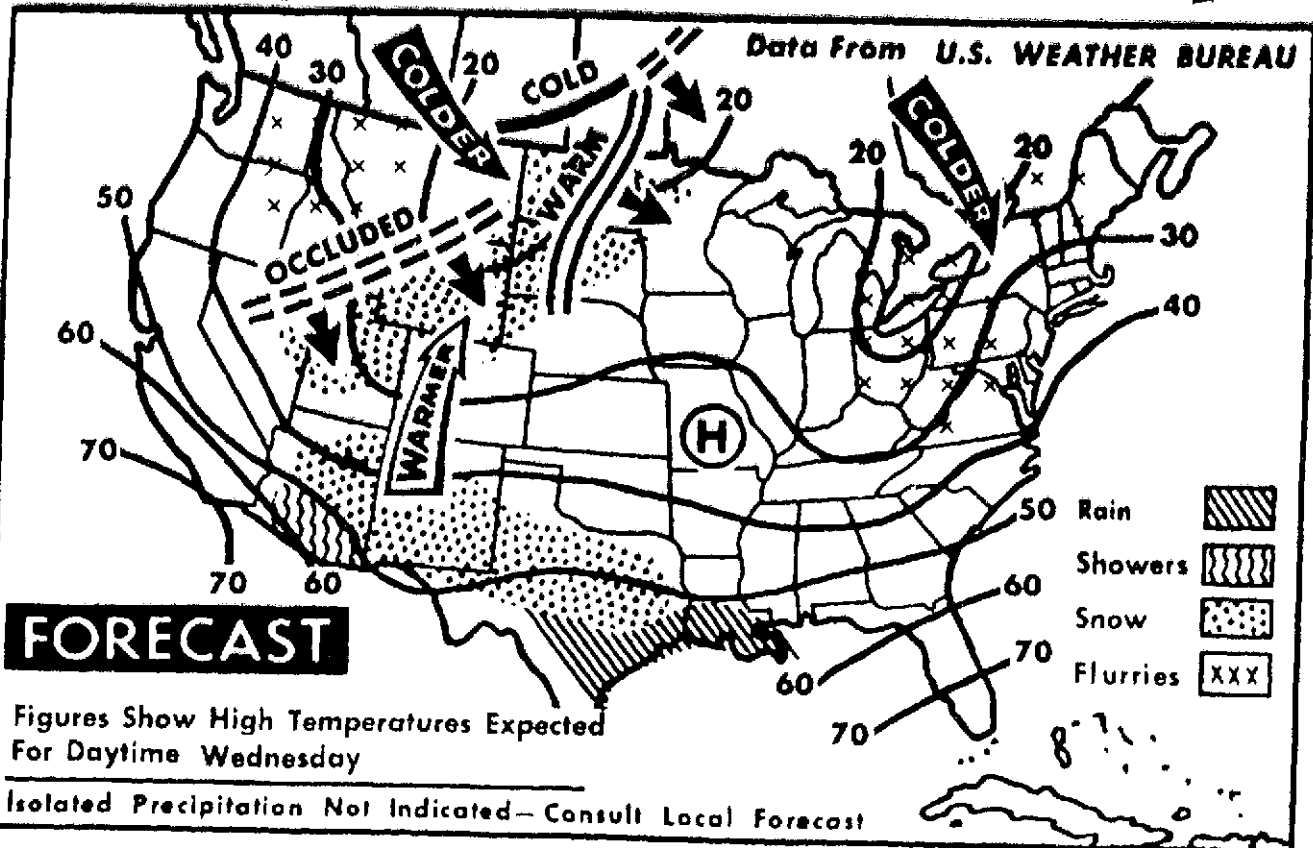 Data From U.S. WEATHER BUREAU
40
30
COLDER
20
COLD
20
COLDER
20
20
WARM
50
OCCLUDED
30
40
60
WARMER
H
70
50
Rain
Showers
70
60
60
Snow
FORECAST
70
Flurries
XXX
60
70
Figures Show High Temperatures Expected
For Daytime Wednesday
Isolated Precipitation Not Indicated – Consult Local Forecast